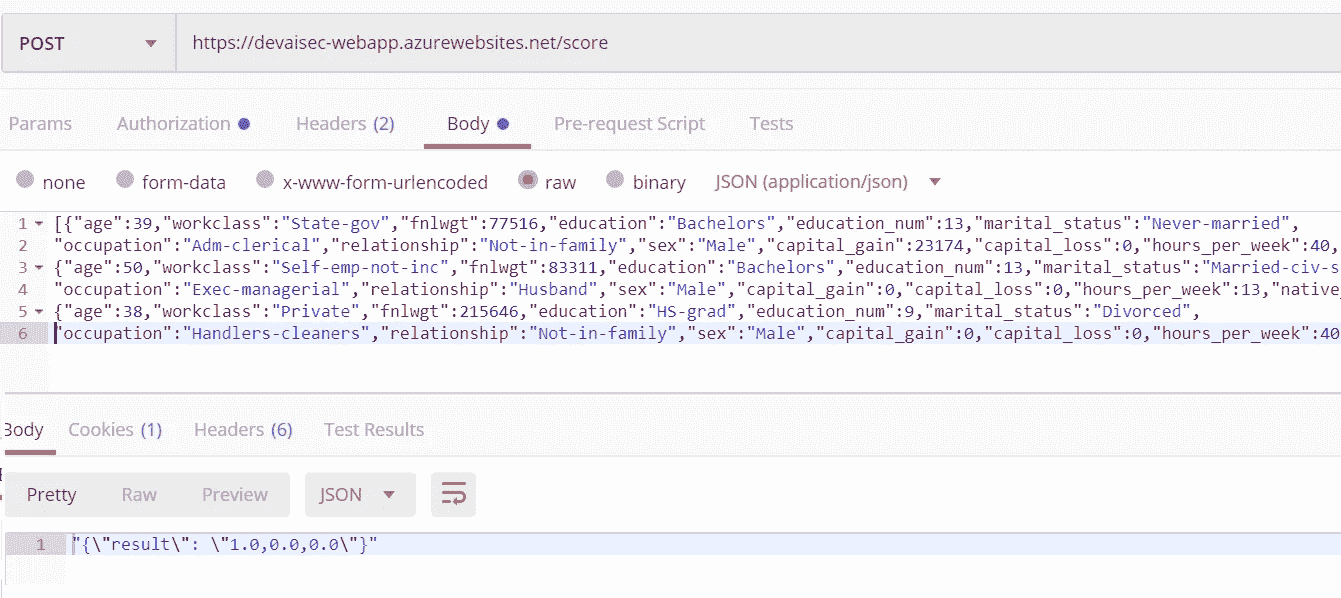 POST
https://devaisec-webapp.azurewebsites.net/score
Params Authorization Headers (2) Body Pre-request Script Tests
none form-data x-www-form-urlencoded raw binary JSON (application/json)
1 [{"age":39,"workclass":"State-gov","fnlwgt":77516,"education":"Bachelors","education_num":13,"marital_status":"Never-married",
2 "occupation":"Adm-clerical","relationship":"Not-in-family","sex":"Male","capital_gain":23174,"capital_loss":0,"hours_per_week":40,
3 {"age":50,"workclass":"Self-emp-not-inc","fnlwgt":83311,"education":"Bachelors","education_num":13,"marital_status":"Married-civ-s
4 "occupation":"Exec-managerial","relationship":"Husband","sex":"Male","capital_gain":0,"capital_loss":0,"hours_per_week":13,"native_
5 {"age":38,"workclass":"Private","fnlwgt":215646,"education":"HS-grad","education_num":9,"marital_status":"Divorced",
6 "occupation":"Handlers-cleaners","relationship":"Not-in-family","sex":"Male","capital_gain":0,"capital_loss":0,"hours_per_week":40
Body Cookies (1) Headers (6) Test Results
Pretty Raw Preview JSON
1 "{\"result\": \"1.0,0.0,0.0\"}"